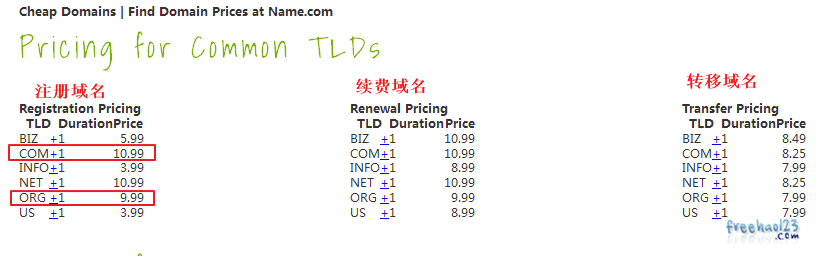 Cheap Domains | Find Domain Prices at Name.com
Pricing for Common TLDs
注册域名
Registration Pricing
TLD Duration Price
BIZ +1 5.99
COM +1 10.99
INFO +1 3.99
NET +1 10.99
ORG +1 9.99
US +1 3.99
续费域名
Renewal Pricing
TLD Duration Price
BIZ +1 10.99
COM +1 10.99
INFO +1 8.99
NET +1 10.99
ORG +1 9.99
US +1 8.99
转移域名
Transfer Pricing
TLD Duration Price
BIZ +1 8.49
COM +1 8.25
INFO +1 7.99
NET +1 8.25
ORG +1 7.99
US +1 7.99
freehao123
.com